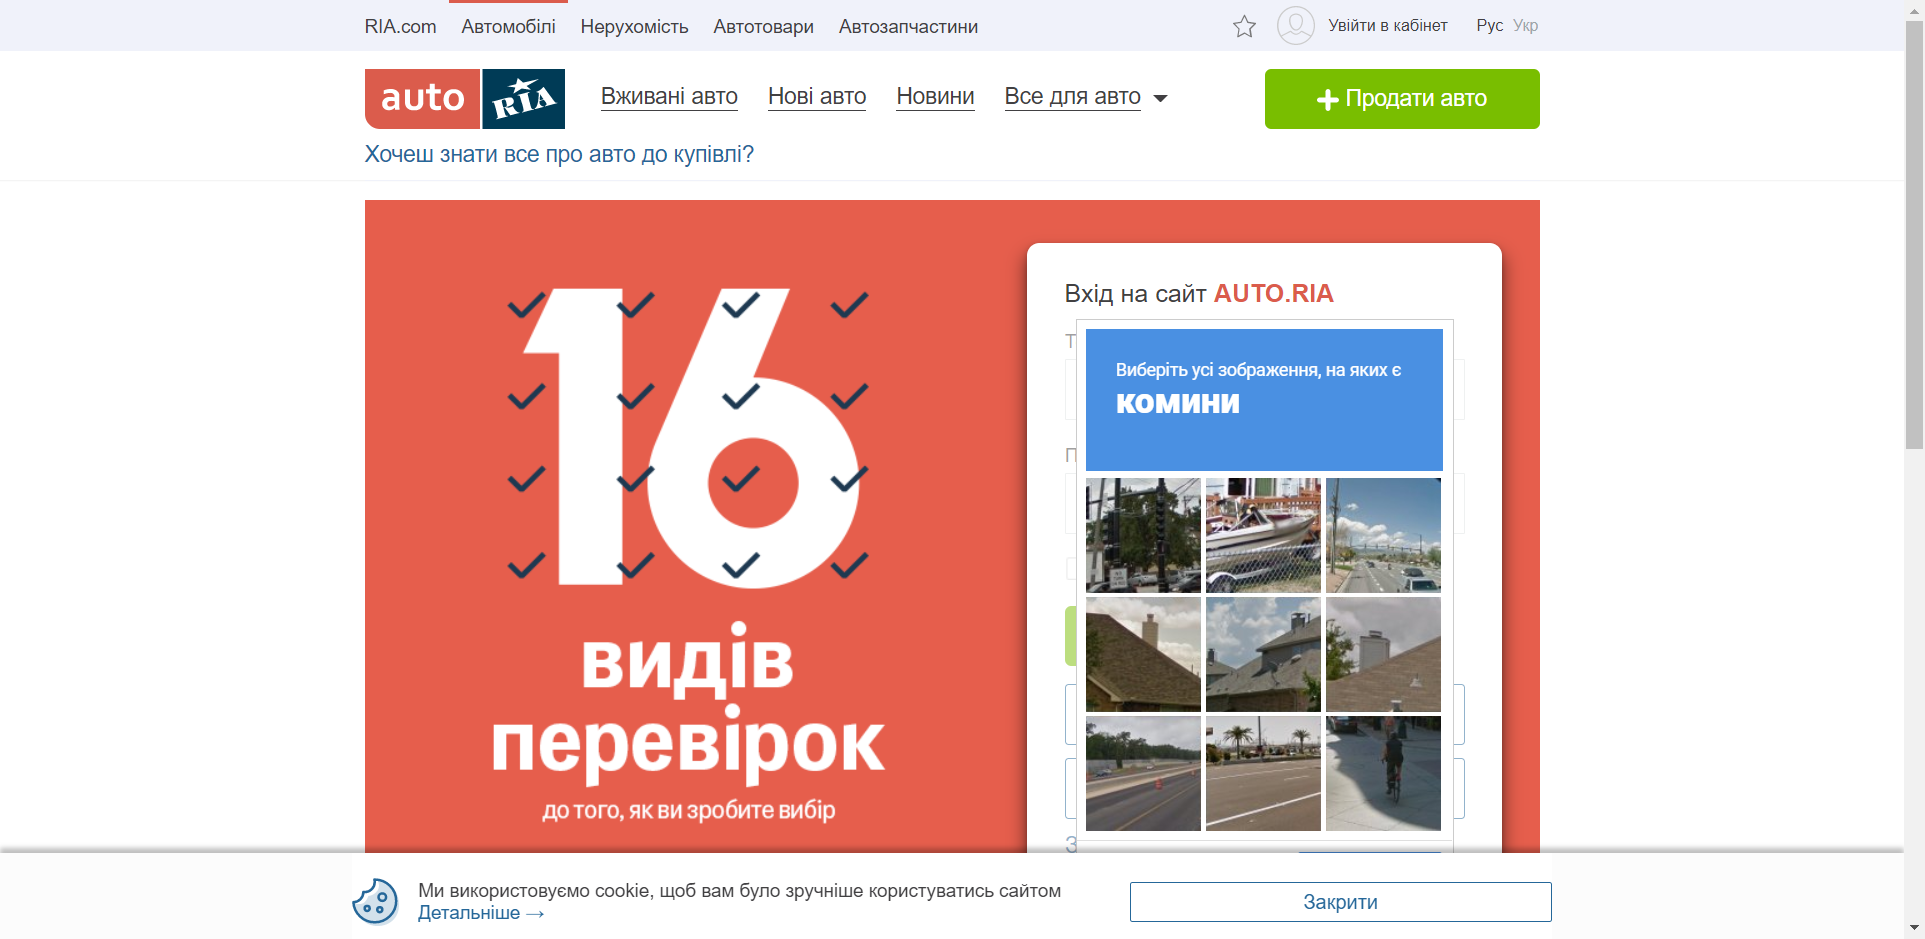 RIA.com Автомобілі Нерухомість Автотовари Автозапчастини Увійти в кабінет Рус Укр
auto RIA Вживані авто Нові авто Новини Все для авто Продати авто
Хочеш знати все про авто до купівлі?
16
видів
перевірок
до того, як ви зробите вибір
Вхід на сайт AUTO.RIA
Т
Виберіть усі зображення, на яких є
комини
П
З
Ми використовуємо cookie, щоб вам було зручніше користуватись сайтом
Детальніше →
Закрити